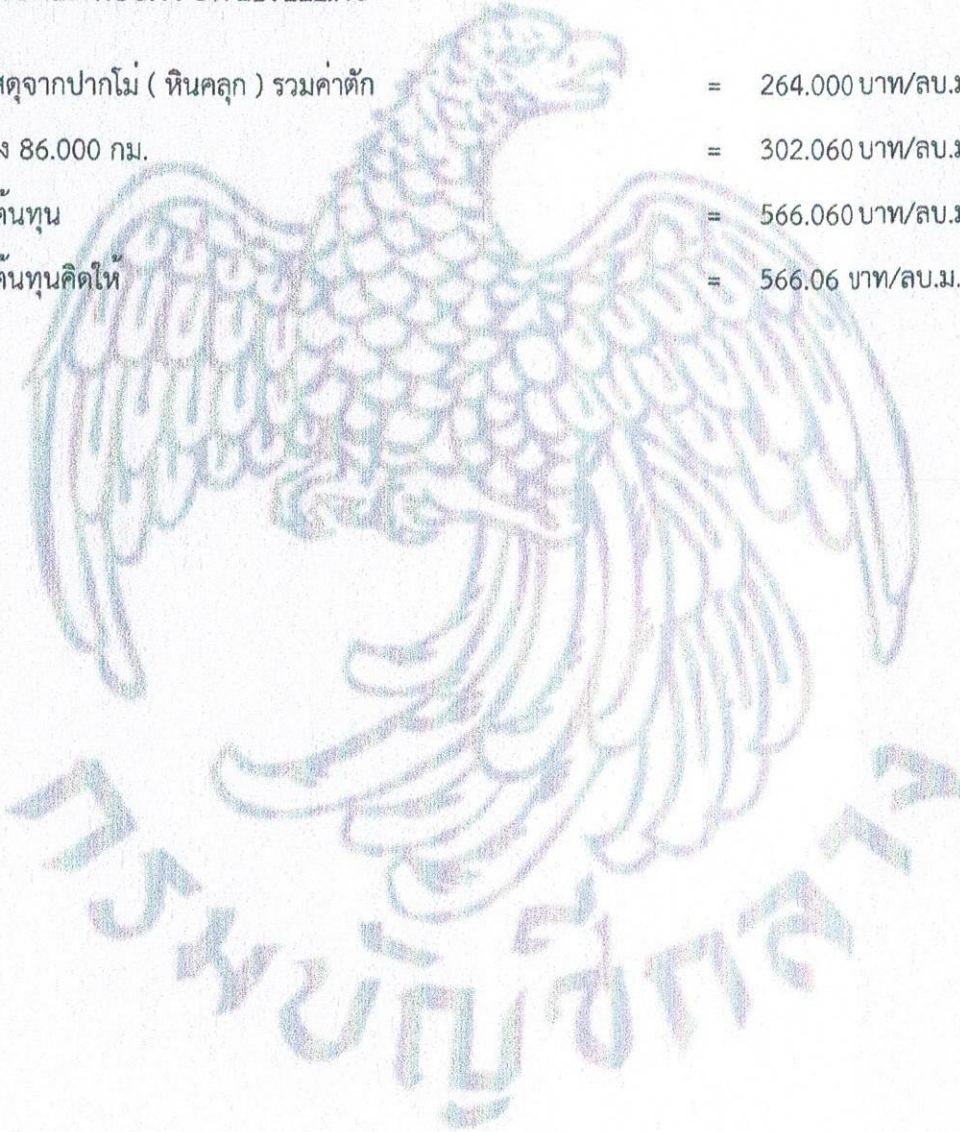 สดุจากปากโม่ ( หินคลุก ) รวมค่าตัก = 264.000 บาท/ลบ.ม
ง 86.000 กม. = 302.060 บาท/ลบ.ม
ต้นทุน = 566.060 บาท/ลบ.ม
ต้นทุนคิดให้ = 566.06 บาท/ลบ.ม.
กรมบัญชีกลาง